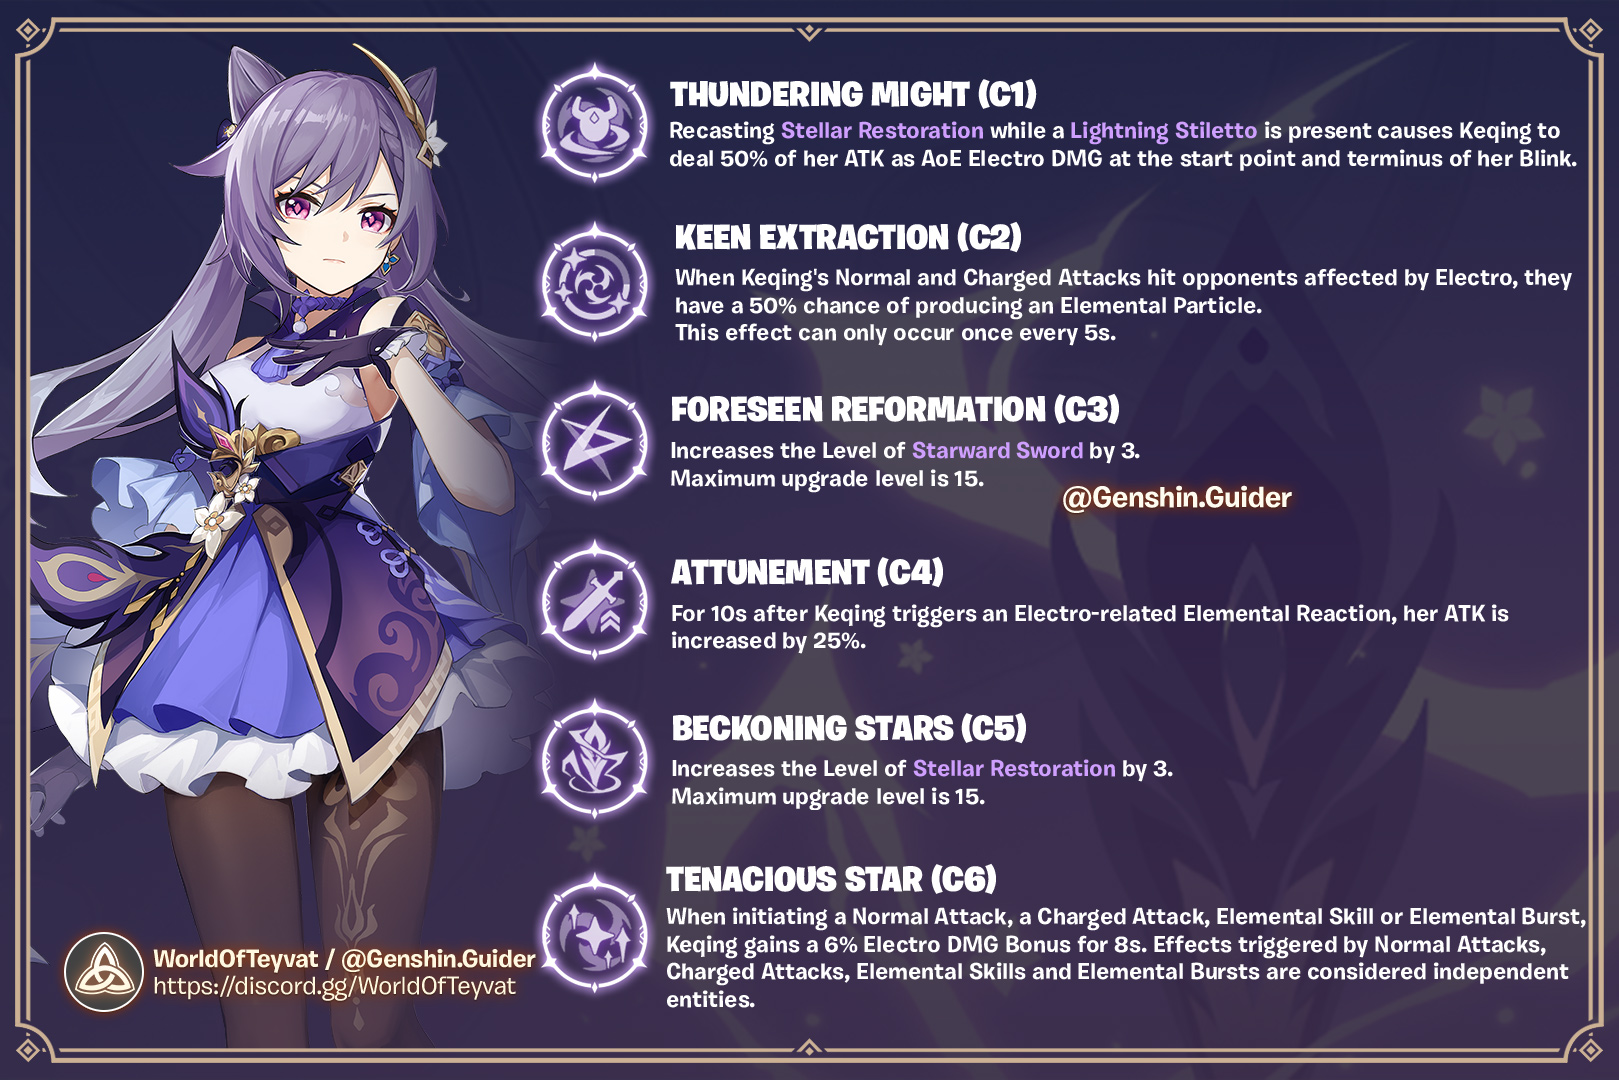 THUNDERING MIGHT (C1)
Recasting Stellar Restoration while a Lightning Stiletto is present causes Keqing to
deal 50% of her ATK as AoE Electro DMG at the start point and terminus of her Blink.
KEEN EXTRACTION (C2)
When Keqing's Normal and Charged Attacks hit opponents affected by Electro, they
have a 50% chance of producing an Elemental Particle.
This effect can only occur once every 5s.
FORESEEN REFORMATION (C3)
Increases the Level of Starward Sword by 3.
Maximum upgrade level is 15.
@Genshin.Guider
ATTUNEMENT (C4)
For 10s after Keqing triggers an Electro-related Elemental Reaction, her ATK is
increased by 25%.
BECKONING STARS (C5)
Increases the Level of Stellar Restoration by 3.
Maximum upgrade level is 15.
TENACIOUS STAR (C6)
When initiating a Normal Attack, a Charged Attack, Elemental Skill or Elemental Burst,
Keqing gains a 6% Electro DMG Bonus for 8s. Effects triggered by Normal Attacks,
Charged Attacks, Elemental Skills and Elemental Bursts are considered independent
entities.
WorldOfTeyvat / @Genshin.Guider
https://discord.gg/WorldOfTeyvat